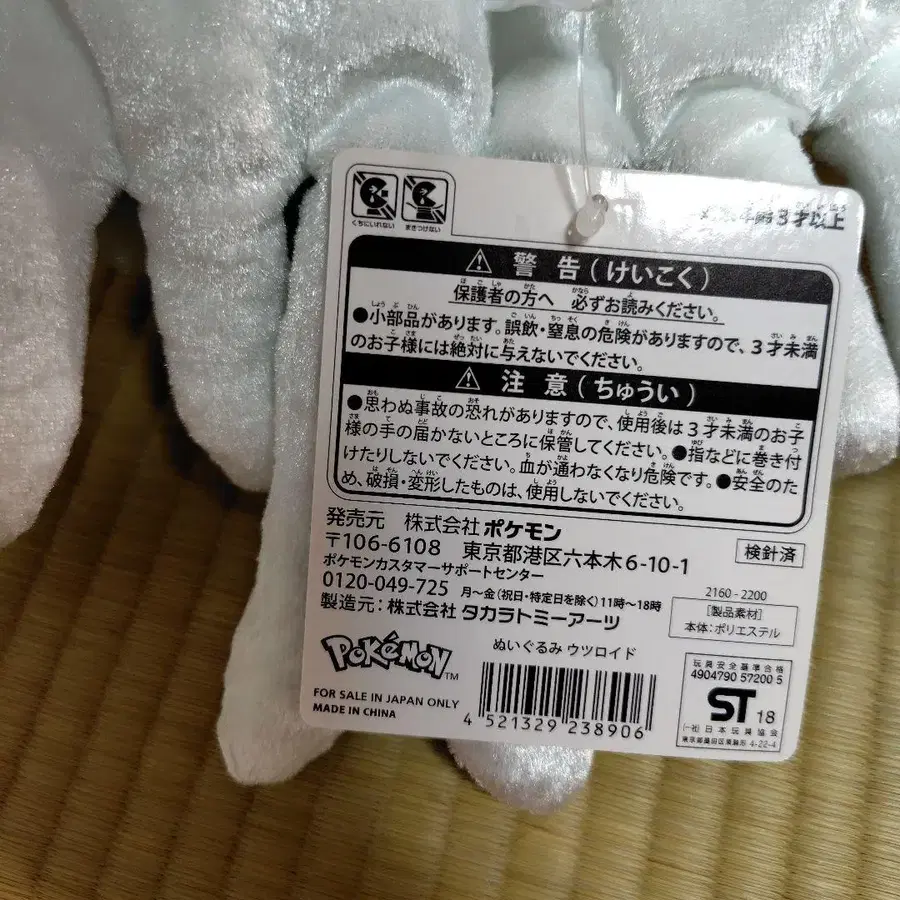 くちにいれない
まきつけない
3才以上
警告(けいこく)
保護者の方へ 必ずお読みください。
●小部品があります。誤飲・窒息の危険がありますので、3才未満
のお子様には絶対に与えないでください。
注意(ちゅうい)
●思わぬ事故の恐れがありますので、使用後は3才未満のお子
様の手の届かないところに保管してください。●指などに巻き付
けたりしないでください。血が通わなくなり危険です。●安全のた
め、破損・変形したものは、使用しないでください。
発売元 株式会社ポケモン
〒106-6108 東京都港区六本木6-10-1
検針済
ポケモンカスタマーサポートセンター
0120-049-725 月～金(祝日・特定日を除く)11時～18時
製造元:株式会社タカラトミーアーツ
2160-2200
[製品素材]
本体:ポリエステル
POKÉMON TM
ぬいぐるみ ウツロイド
FOR SALE IN JAPAN ONLY
MADE IN CHINA
4 521329 238906
玩具安全基準合格
4904790 57200 5
ST 18
(一社)日本玩具協会
4-22-4